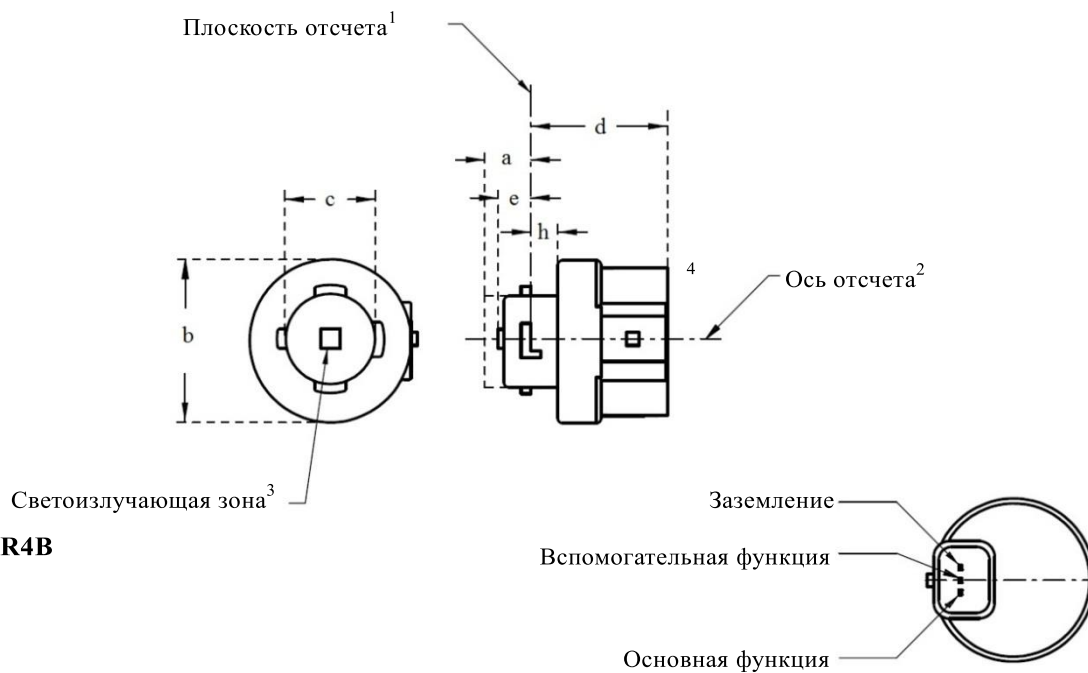 Плоскость отсчета1
d
a
c
e
h
4
Ось отсчета2
b
Светоизлучающая зона3
Заземление
R4B
Вспомогательная функция
Основная функция